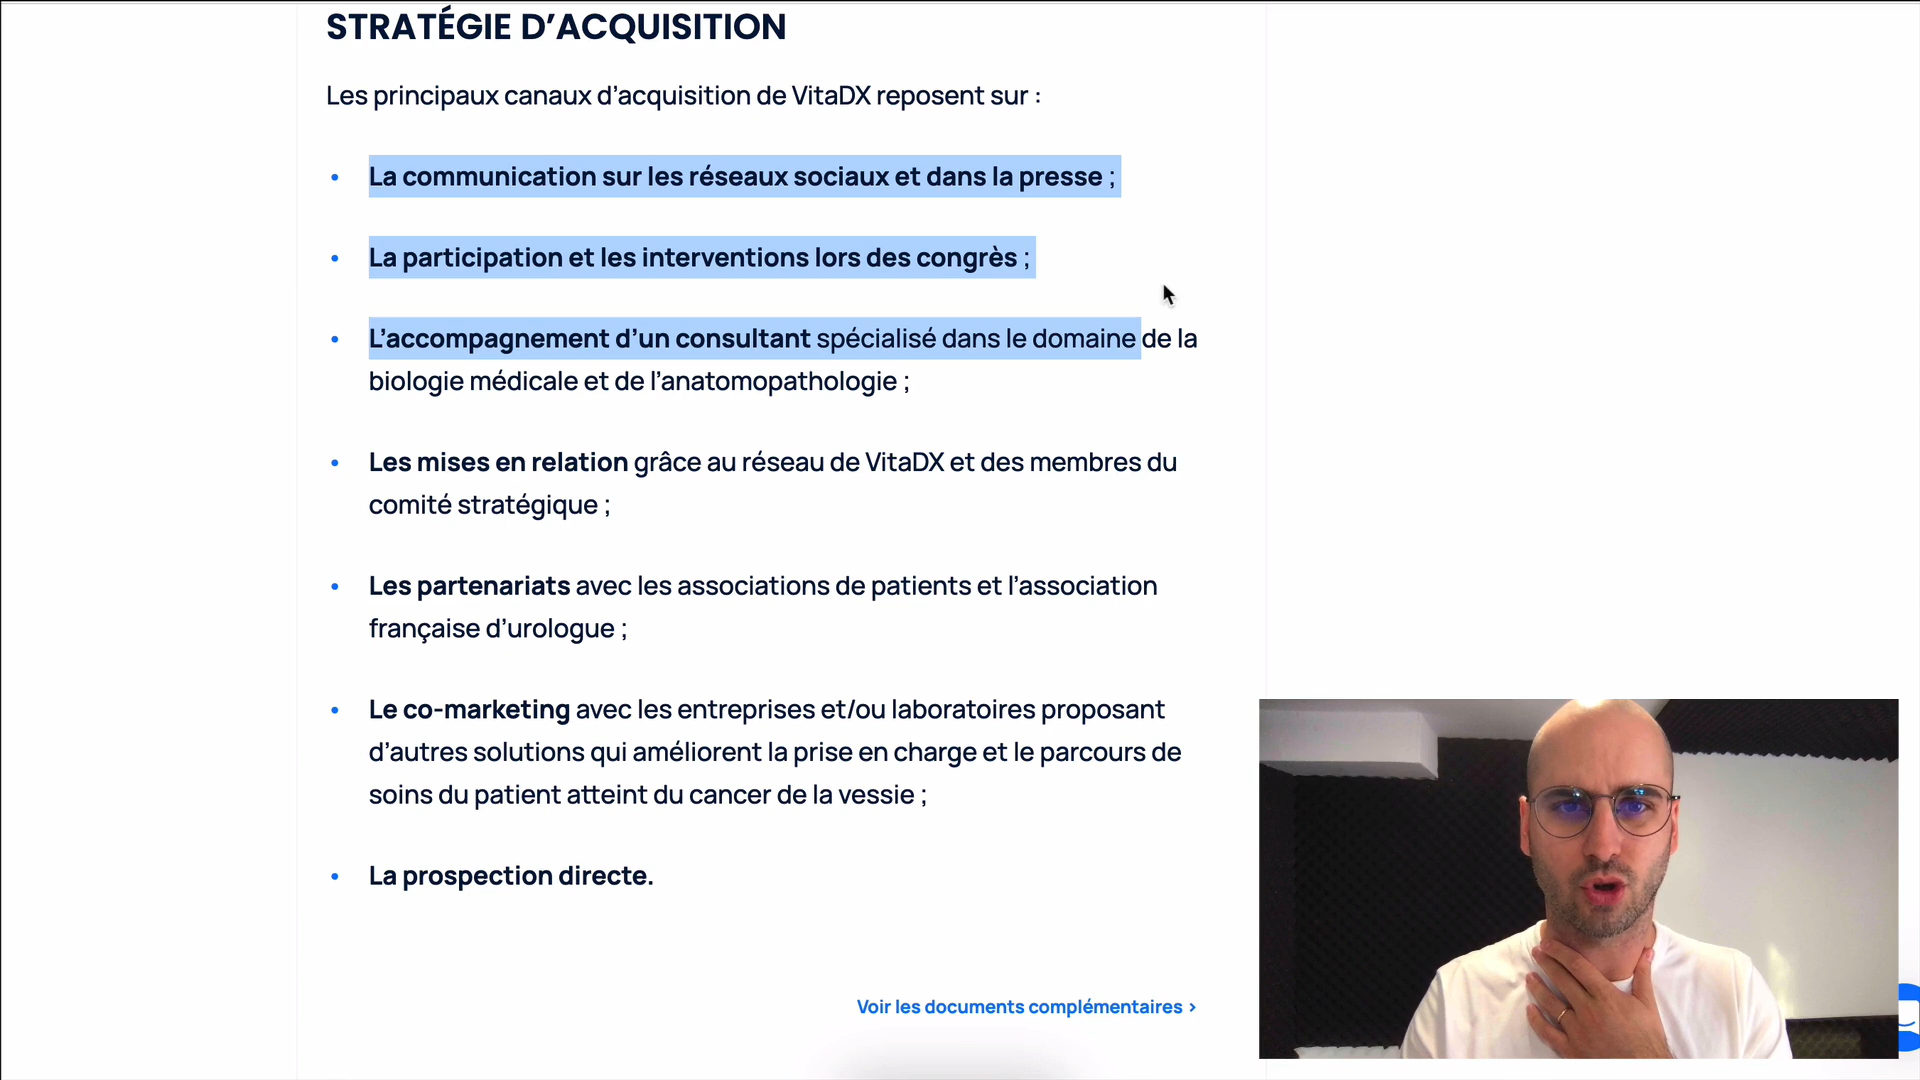 STRATÉGIE D’ACQUISITION
Les principaux canaux d’acquisition de VitaDX reposent sur :
• La communication sur les réseaux sociaux et dans la presse ;
• La participation et les interventions lors des congrès ;
• L’accompagnement d’un consultant spécialisé dans le domaine de la
biologie médicale et de l’anatomopathologie ;
• Les mises en relation grâce au réseau de VitaDX et des membres du
comité stratégique ;
• Les partenariats avec les associations de patients et l’association
française d’urologue ;
• Le co-marketing avec les entreprises et/ou laboratoires proposant
d’autres solutions qui améliorent la prise en charge et le parcours de
soins du patient atteint du cancer de la vessie ;
• La prospection directe.
Voir les documents complémentaires >